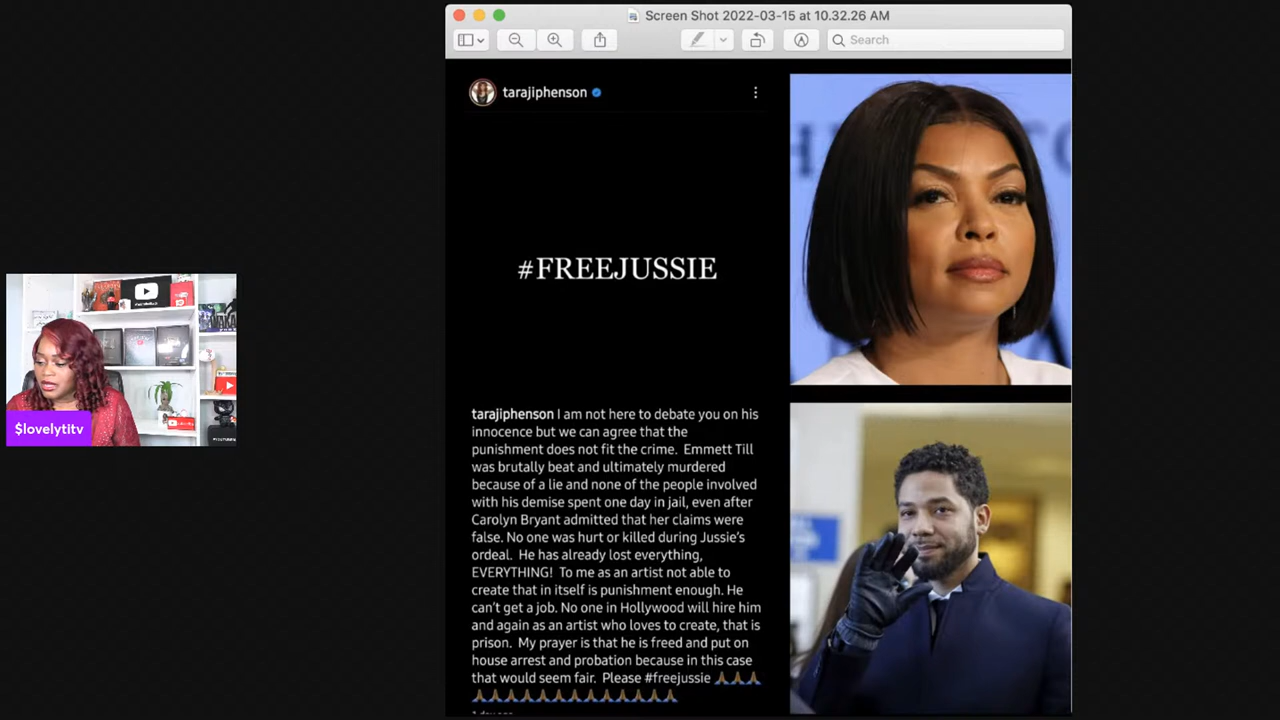 Screen Shot 2022-03-15 at 10.32.26 AM
Search
tarajiphenson
#FREEJUSSIE
tarajiphenson I am not here to debate you on his
innocence but we can agree that the
punishment does not fit the crime. Emmett Till
was brutally beat and ultimately murdered
because of a lie and none of the people involved
with his demise spent one day in jail, even after
Carolyn Bryant admitted that her claims were
false. No one was hurt or killed during Jussie's
ordeal. He has already lost everything,
EVERYTHING! To me as an artist not able to
create that in itself is punishment enough. He
can't get a job. No one in Hollywood will hire him
and again as an artist who loves to create, that is
prison. My prayer is that he is freed and put on
house arrest and probation because in this case
that would seem fair. Please #freejussie 🙏🏾🙏🏾🙏🏾
🙏🏾🙏🏾🙏🏾🙏🏾🙏🏾🙏🏾🙏🏾🙏🏾🙏🏾🙏🏾🙏🏾🙏🏾🙏🏾
$lovelytitv